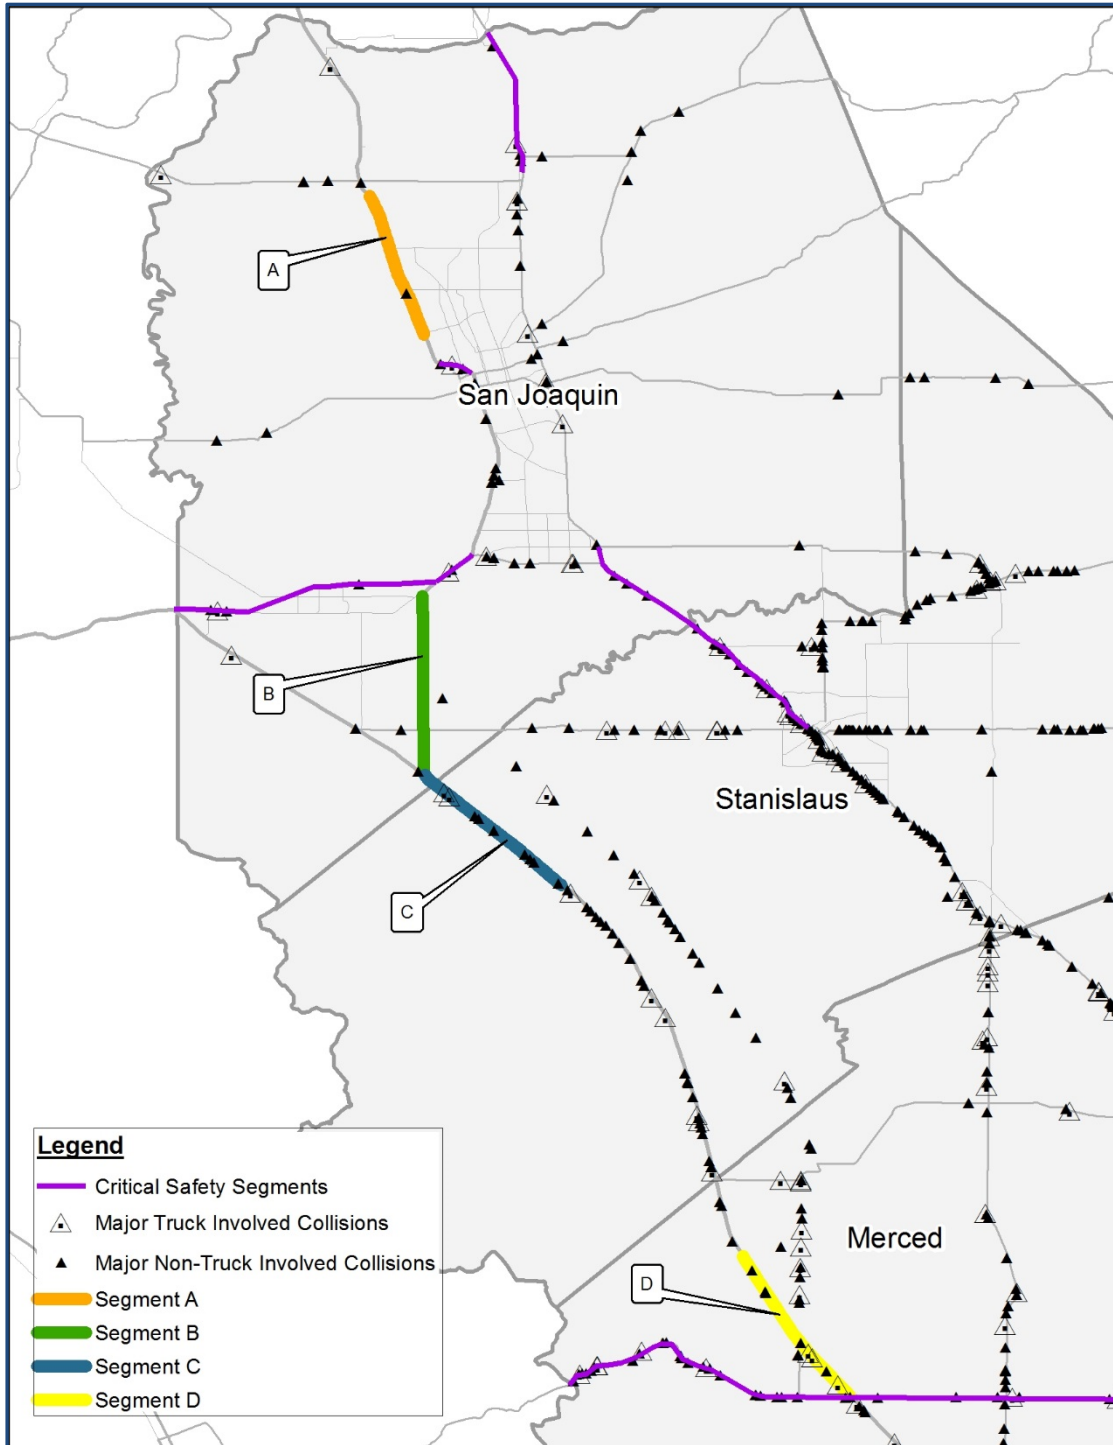 A
San Joaquin
B
Stanislaus
C
Merced
D
Legend
Critical Safety Segments
Major Truck Involved Collisions
Major Non-Truck Involved Collisions
Segment A
Segment B
Segment C
Segment D